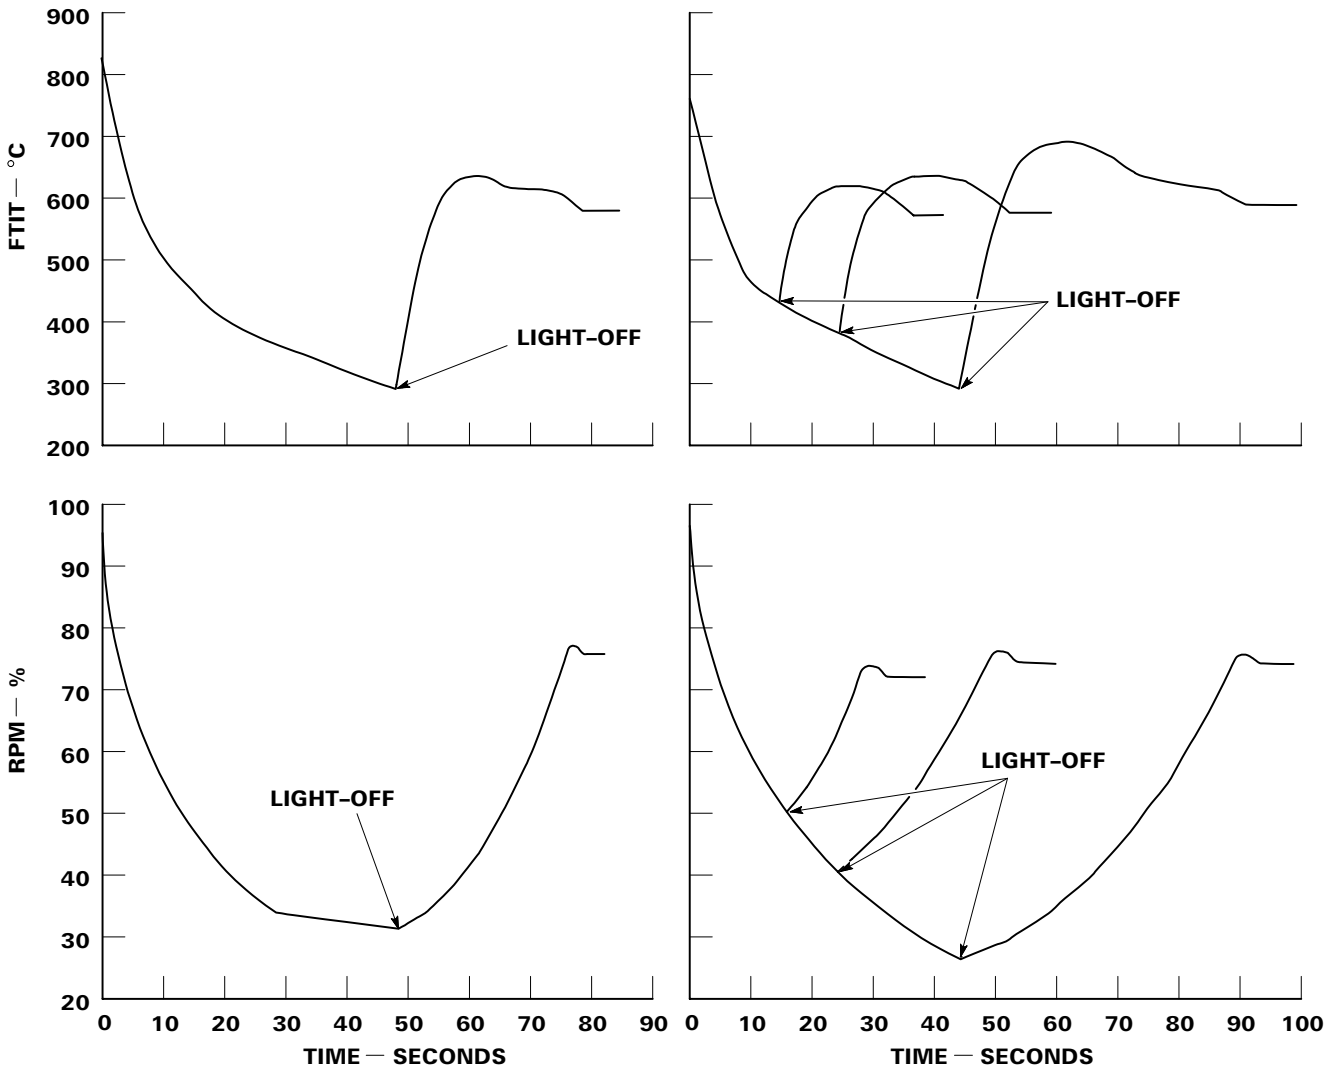 900
800
700
600
500
400
300
200
FTIT — °C
LIGHT–OFF
LIGHT–OFF
100
90
80
70
60
50
40
30
20
RPM — %
LIGHT–OFF
LIGHT–OFF
0 10 20 30 40 50 60 70 80 90
0 10 20 30 40 50 60 70 80 90 100
TIME — SECONDS
TIME — SECONDS